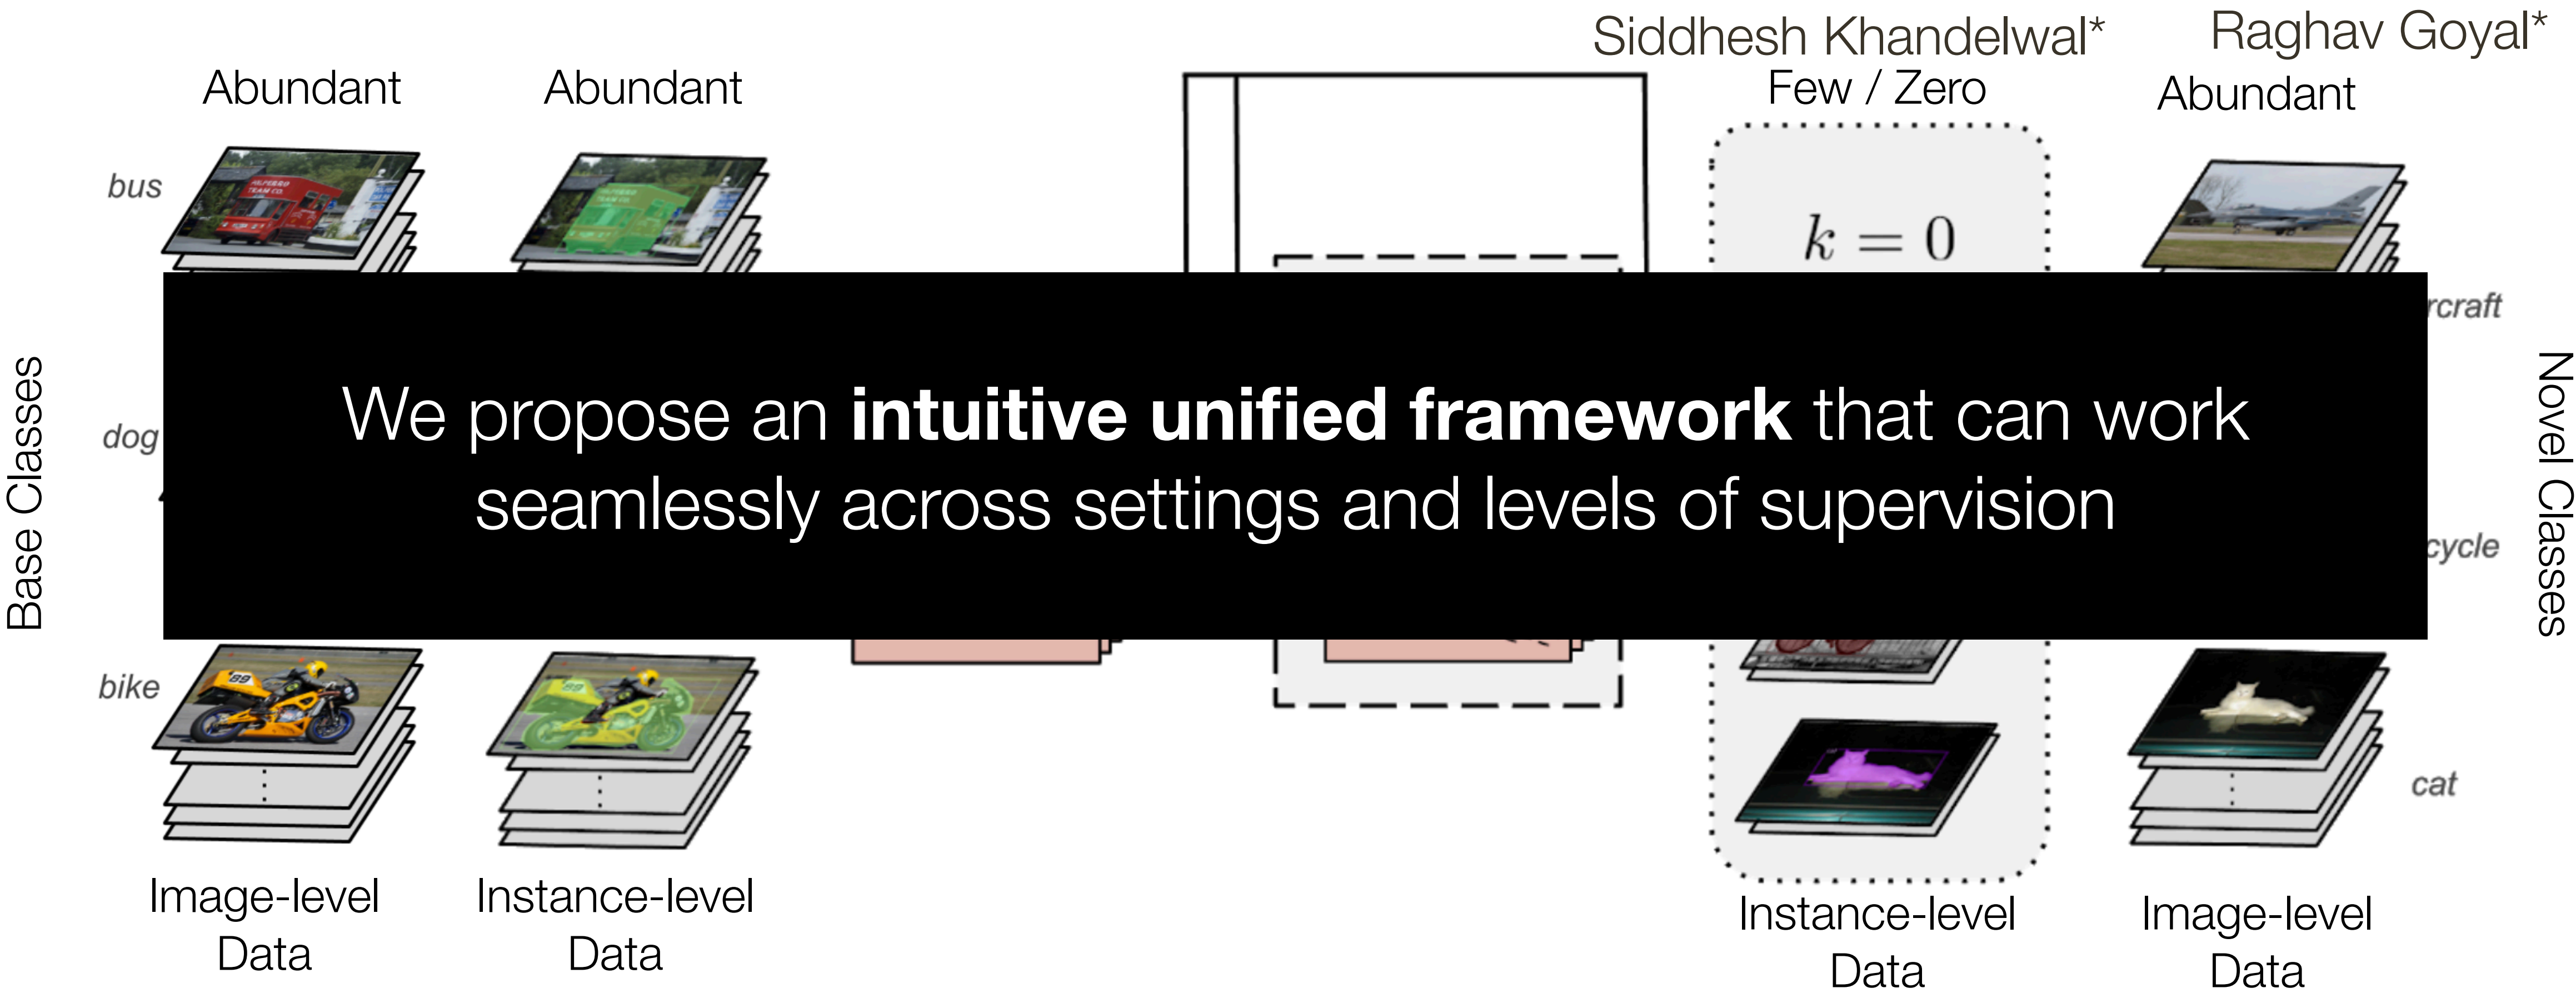 Siddhesh Khandelwal* Raghav Goyal*
Abundant Abundant Few / Zero Abundant
bus
k = 0
rcraft
Base Classes
dog
We propose an intuitive unified framework that can work
seamlessly across settings and levels of supervision
Novel Classes
cycle
bike
89
cat
Image-level Instance-level Instance-level Image-level
Data Data Data Data